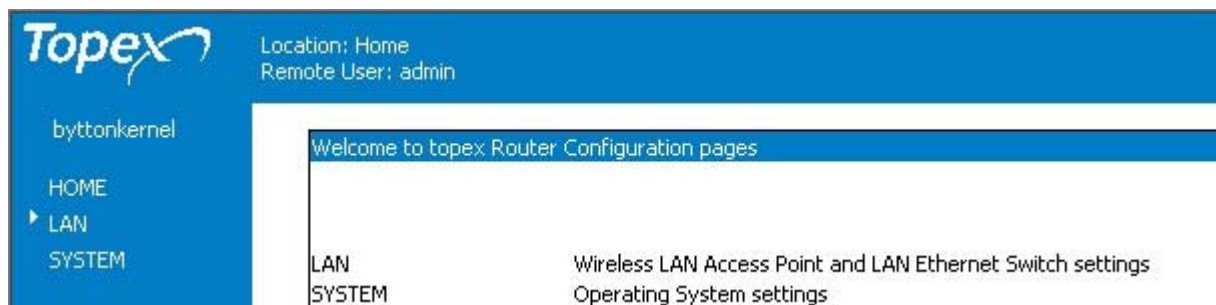 Topex
Location: Home
Remote User: admin
byttonkernel
HOME
LAN
SYSTEM
Welcome to topex Router Configuration pages
LAN Wireless LAN Access Point and LAN Ethernet Switch settings
SYSTEM Operating System settings